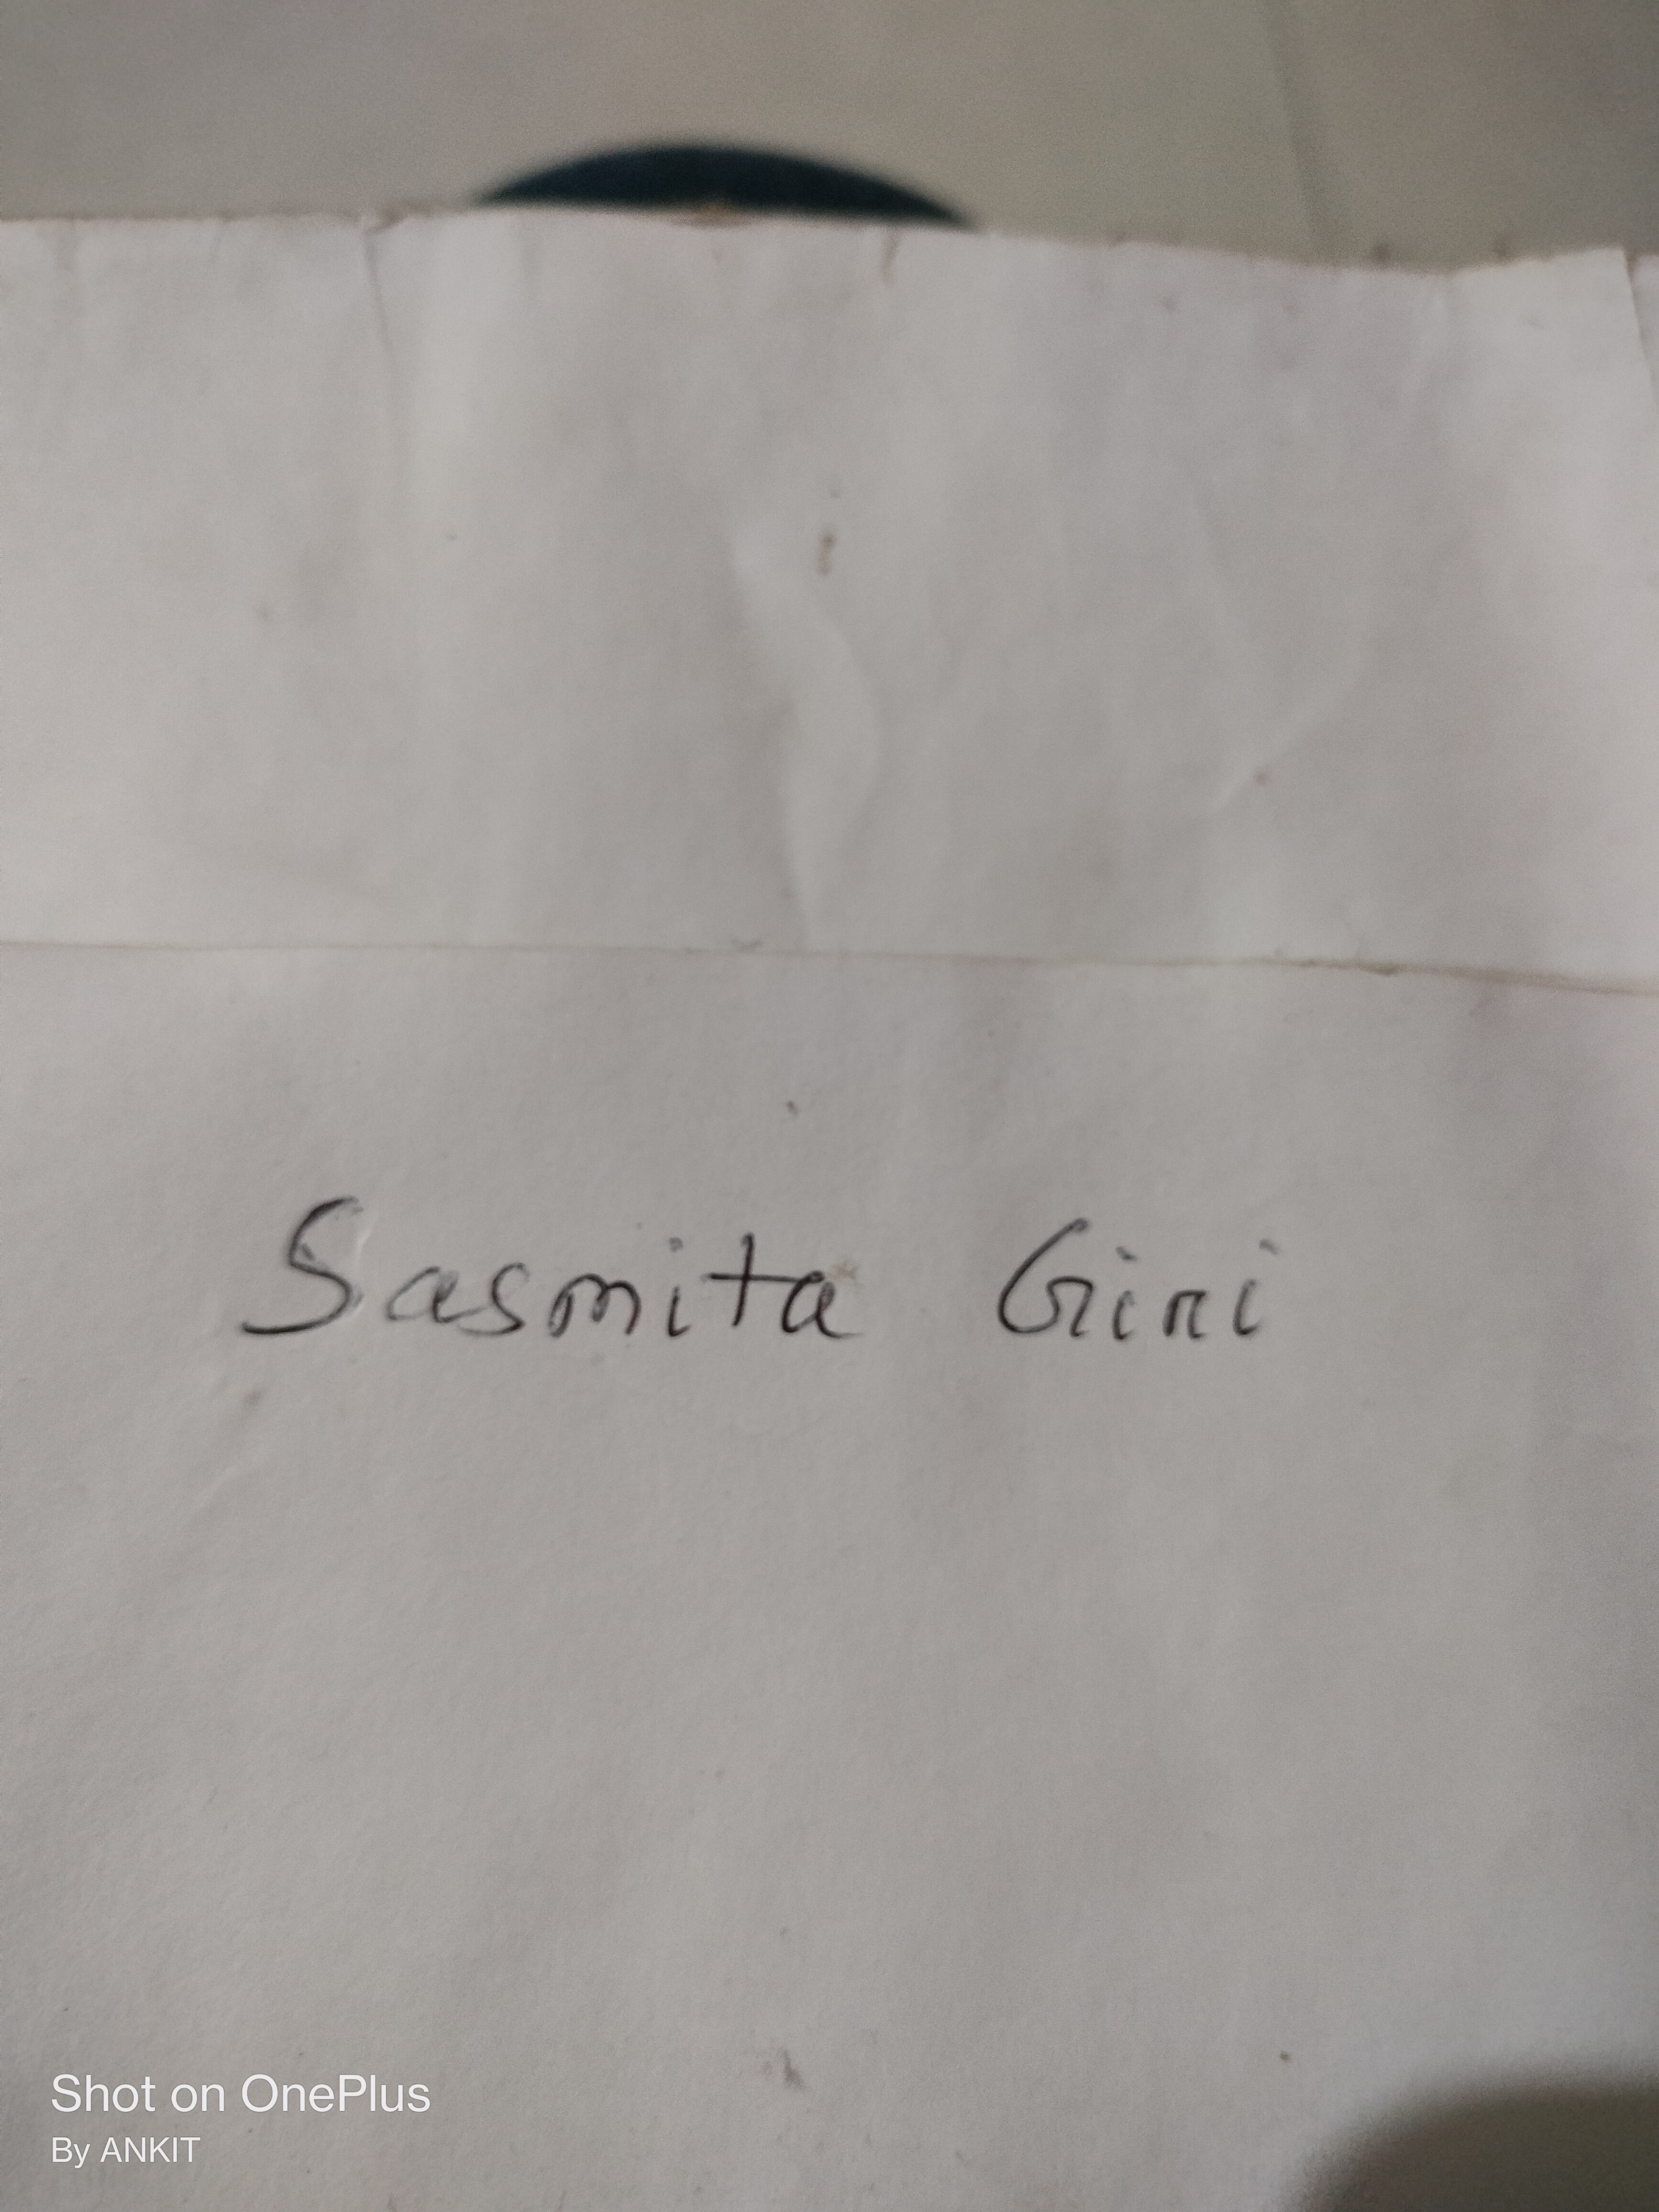 Sasmita Giri
Shot on OnePlus
By ANKIT